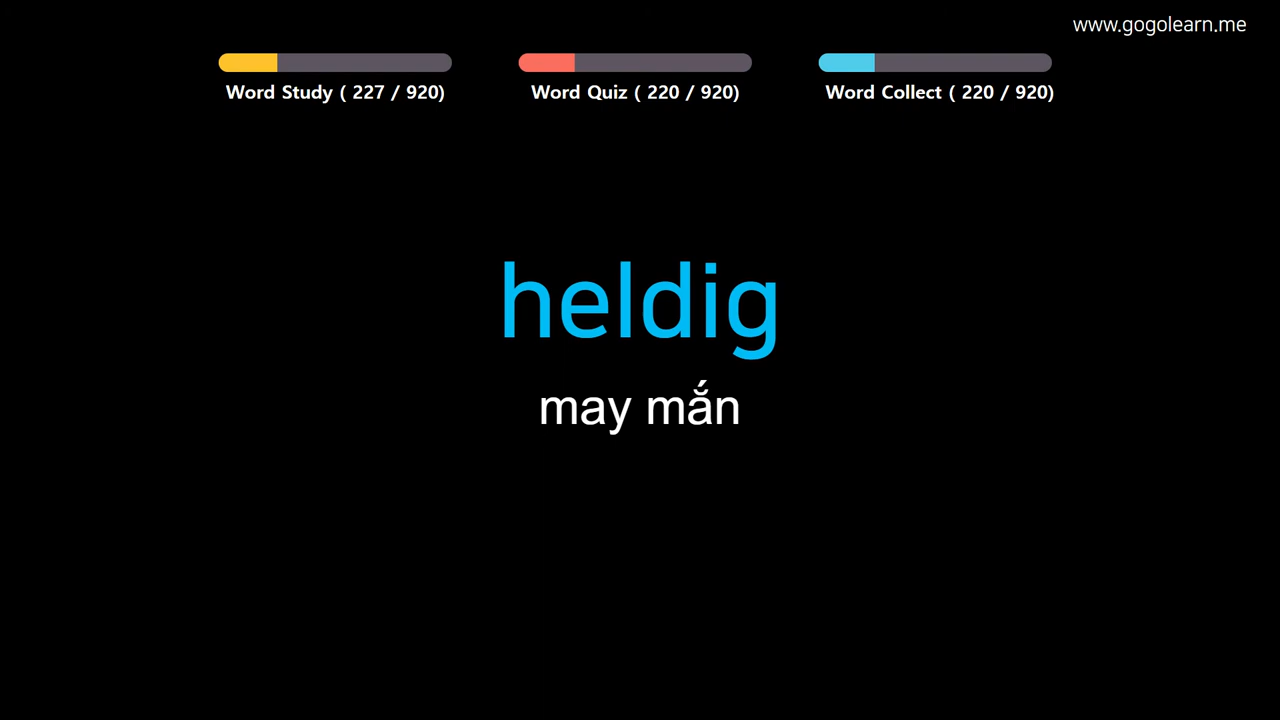 www.gogolearn.me
Word Study ( 227 / 920)
Word Quiz ( 220 / 920)
Word Collect ( 220 / 920)
heldig
may mắn